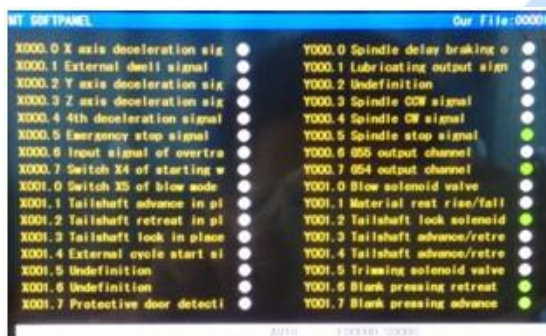 MT SOFTPANEL Cur File:0000
X000.0 X axis deceleration sig
X000.1 External dwell signal
X000.2 Y axis deceleration sig
X000.3 Z axis deceleration sig
X000.4 4th deceleration signal
X000.5 Emergency stop signal
X000.6 Input signal of overtra
X000.7 Switch X4 of starting w
X001.0 Switch X5 of blow mode
X001.1 Tailshaft advance in pl
X001.2 Tailshaft retreat in pl
X001.3 Tailshaft lock in place
X001.4 External cycle start si
X001.5 Undefinition
X001.6 Undefinition
X001.7 Protective door detecti
Y000.0 Spindle delay braking o
Y000.1 Lubricating output sign
Y000.2 Undefinition
Y000.3 Spindle CCW signal
Y000.4 Spindle CW signal
Y000.5 Spindle stop signal
Y000.6 G55 output channel
Y000.7 G54 output channel
Y001.0 Blow solenoid valve
Y001.1 Material rest rise/fall
Y001.2 Tailshaft lock solenoid
Y001.3 Tailshaft advance/retre
Y001.4 Tailshaft advance/retre
Y001.5 Trimming solenoid valve
Y001.6 Blank pressing retreat
Y001.7 Blank pressing advance
AUTO